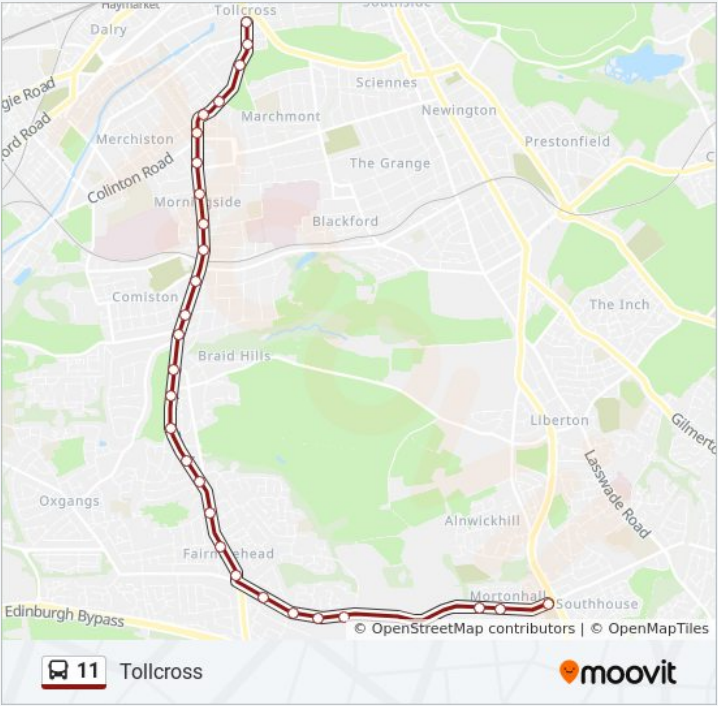 Haymarket
Tollcross
Southside
Dalry
Sciennes
gie Road
Newington
Marchmont
ord Road
Merchiston
Prestonfield
The Grange
Colinton Road
Morningside
Blackford
Comiston
The Inch
Braid Hills
Liberton
Gilmerto
Lasswade Road
Oxgangs
Alnwickhill
Fairmilehead
Mortonhall
Southhouse
Edinburgh Bypass
© OpenStreetMap contributors | © OpenMapTiles
11 Tollcross
moovit